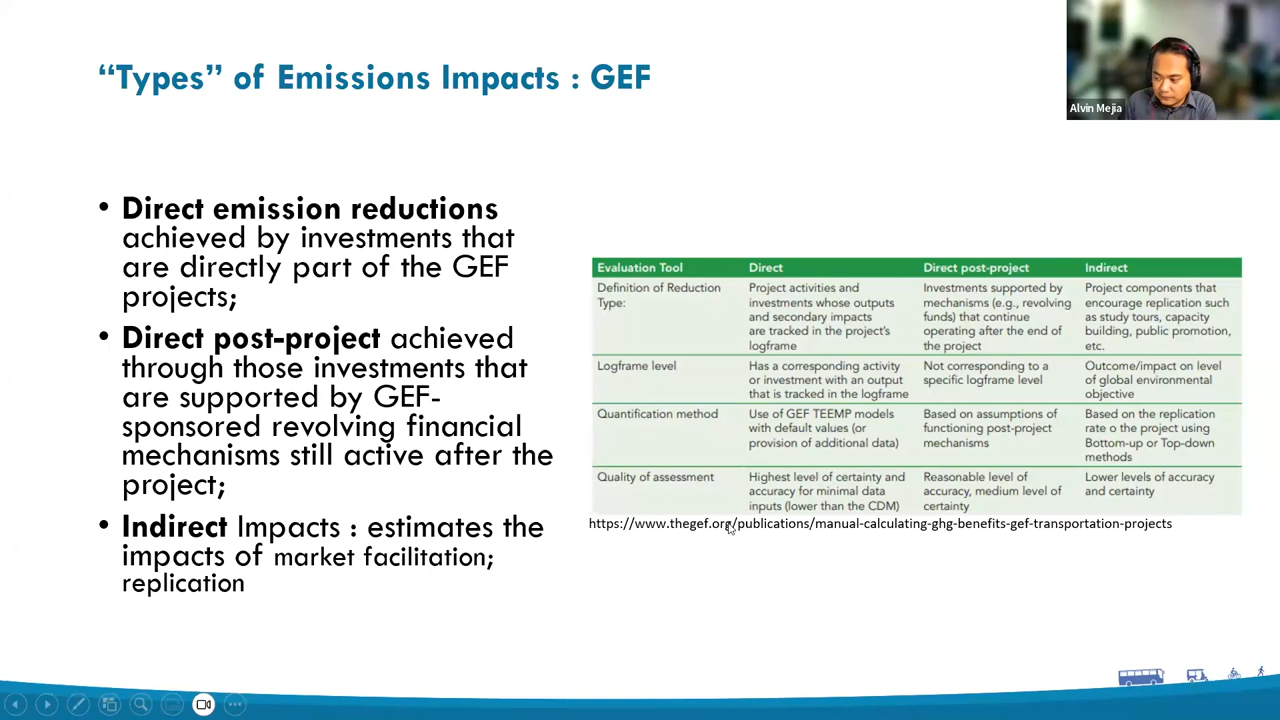 “Types” of Emissions Impacts : GEF
Alvin Mejia
• Direct emission reductions
achieved by investments that
are directly part of the GEF
projects;
• Direct post-project achieved
through those investments that
are supported by GEF-
sponsored revolving financial
mechanisms still active after the
project;
• Indirect Impacts : estimates the
impacts of market facilitation;
replication
Evaluation Tool Direct Direct post-project Indirect
Definition of Reduction Project activities and Investments supported by Project components that
Type: investments whose outputs mechanisms (e.g., revolving encourage replication such
and secondary impacts funds) that continue as study tours, capacity
are tracked in the project’s operating after the end of building, public promotion,
logframe the project etc.
Logframe level Has a corresponding activity Not corresponding to a Outcome/impact on level
or investment with an output specific logframe level of global environmental
that is tracked in the logframe objective
Quantification method Use of GEF TEEMP models Based on assumptions of Based on the replication
with default values (or functioning post-project rate o the project using
provision of additional data) mechanisms Bottom-up or Top-down
methods
Quality of assessment Highest level of certainty and Reasonable level of Lower levels of accuracy
accuracy for minimal data accuracy, medium level of and certainty
inputs (lower than the CDM) certainty
https://www.thegef.org/publications/manual-calculating-ghg-benefits-gef-transportation-projects